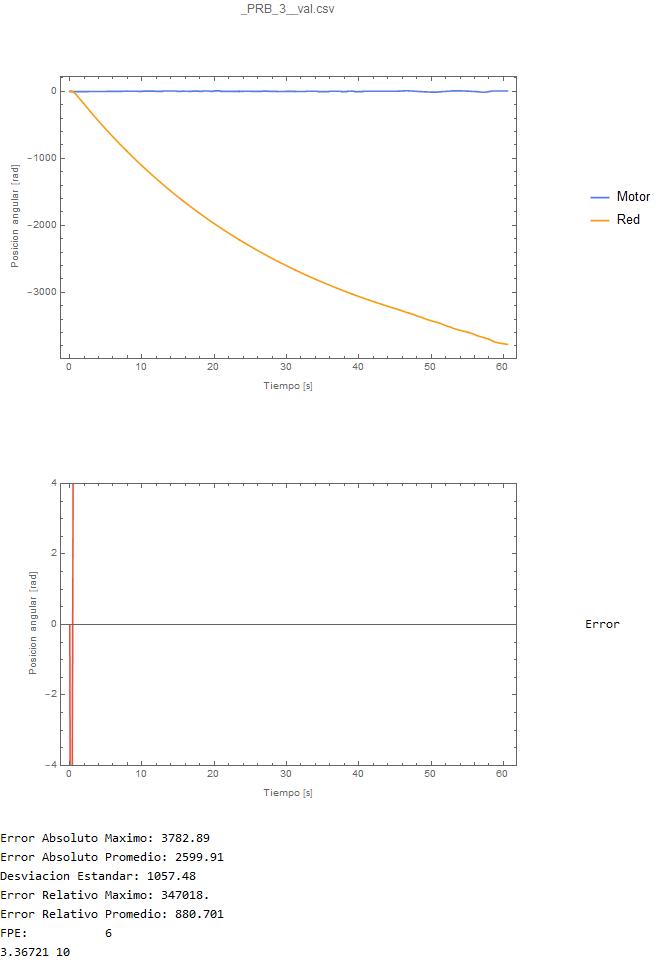 _PRB_3__val.csv
0
−1000
−2000
−3000
Posicion angular [rad]
0 10 20 30 40 50 60
Tiempo [s]
Motor
Red
4
2
0
−2
−4
Posicion angular [rad]
0 10 20 30 40 50 60
Tiempo [s]
Error
Error Absoluto Maximo: 3782.89
Error Absoluto Promedio: 2599.91
Desviacion Estandar: 1057.48
Error Relativo Maximo: 347018.
Error Relativo Promedio: 880.701
FPE: 6
3.36721 10